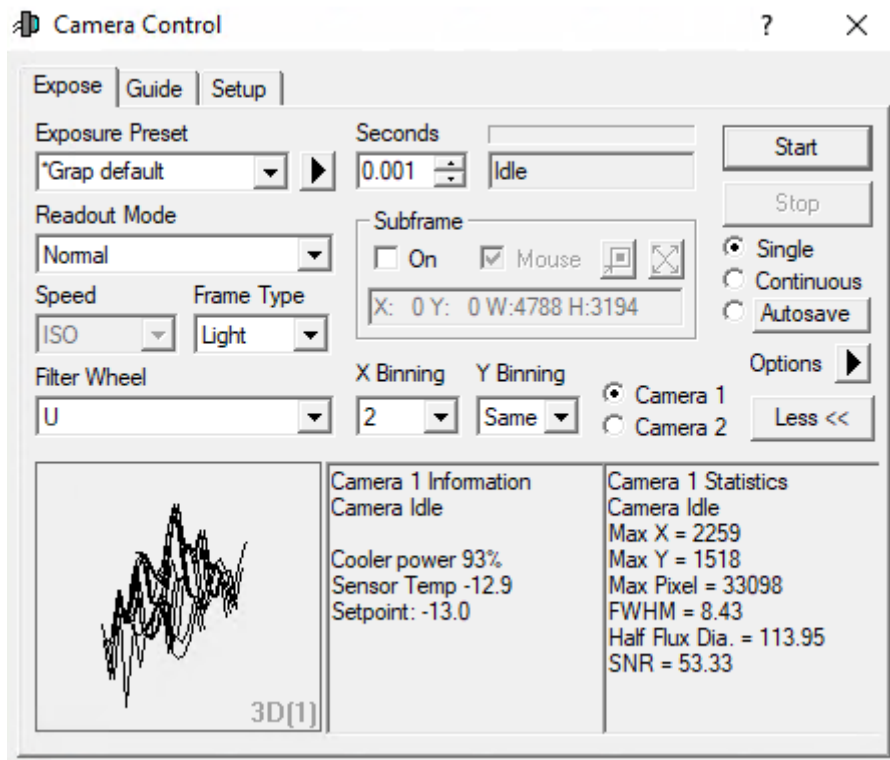 Camera Control ? ×
Expose Guide Setup
Exposure Preset
*Grap default
Seconds
0.001
Idle
Start
Stop
Readout Mode
Normal
Subframe
On Mouse
X: 0 Y: 0 W:4788 H:3194
Single
Continuous
Autosave
Speed Frame Type
ISO Light
Options
Filter Wheel
U
X Binning Y Binning
2 Same
Camera 1
Camera 2
Less <<
3D(1)
Camera 1 Information
Camera Idle
Cooler power 93%
Sensor Temp -12.9
Setpoint: -13.0
Camera 1 Statistics
Camera Idle
Max X = 2259
Max Y = 1518
Max Pixel = 33098
FWHM = 8.43
Half Flux Dia. = 113.95
SNR = 53.33